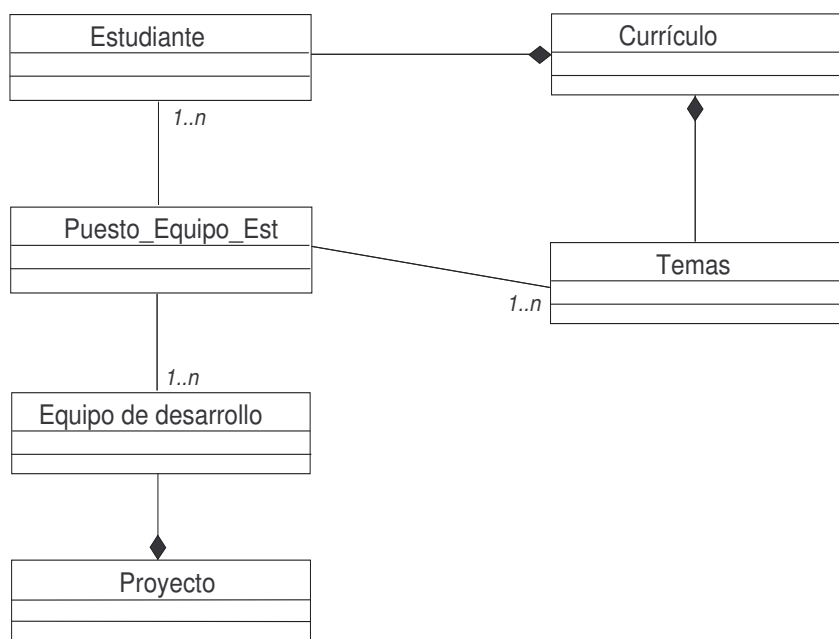 Estudiante
Currículo
1..n
Puesto_Equipo_Est
Temas
1..n
1..n
Equipo de desarrollo
Proyecto